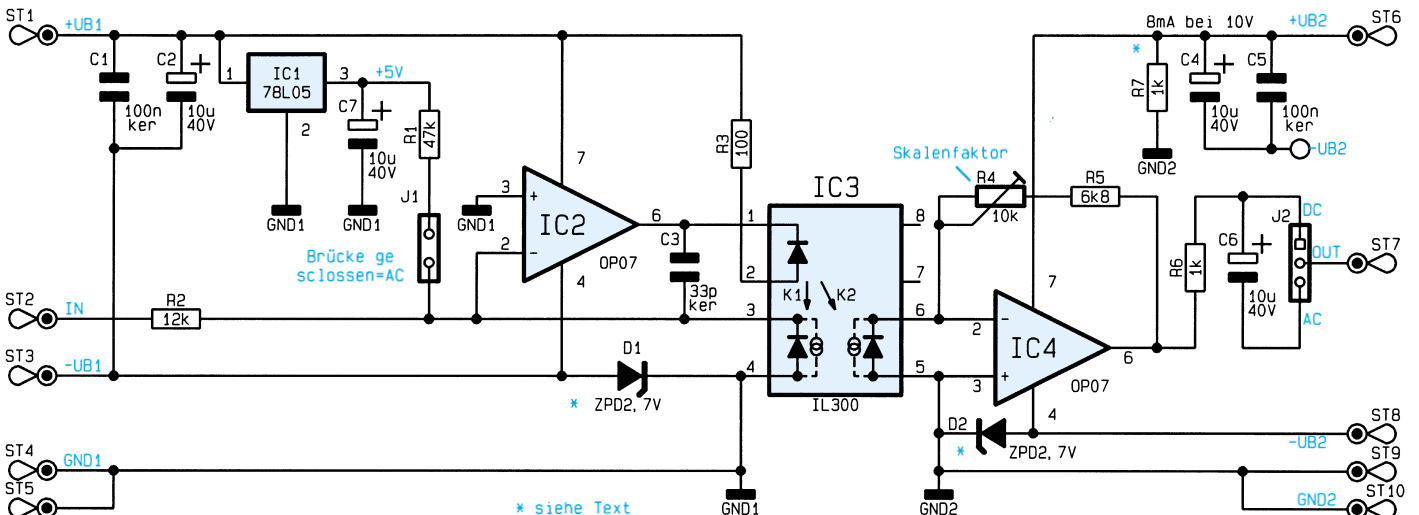 ST1
+UB1
C1
100n
ker
C2
+
10u
40V
1
IC1
78L05
3
2
+5V
GND1
C7
+
10u
40V
GND1
R1
47k
J1
Brücke ge
sclossen=AC
GND1
3
+
2
-
IC2
OP07
7
6
4
C3
33p
ker
R3
100
ST2
IN
R2
12k
ST3
-UB1
D1
* ZPD2,7V
ST4
GND1
ST5
* siehe Text
GND1
IC3
1
2
3
4
8
7
6
5
K1
K2
IL300
Skalenfaktor
R4
10k
R5
6k8
2
-
3
+
IC4
OP07
7
6
4
D2
*
ZPD2,7V
GND2
8mA bei 10V
*
R7
1k
GND2
C4
+
10u
40V
C5
100n
ker
+UB2
ST6
-UB2
R6
1k
C6
+
10u
40V
J2
DC
OUT
AC
ST7
ST8
-UB2
ST9
GND2
ST10